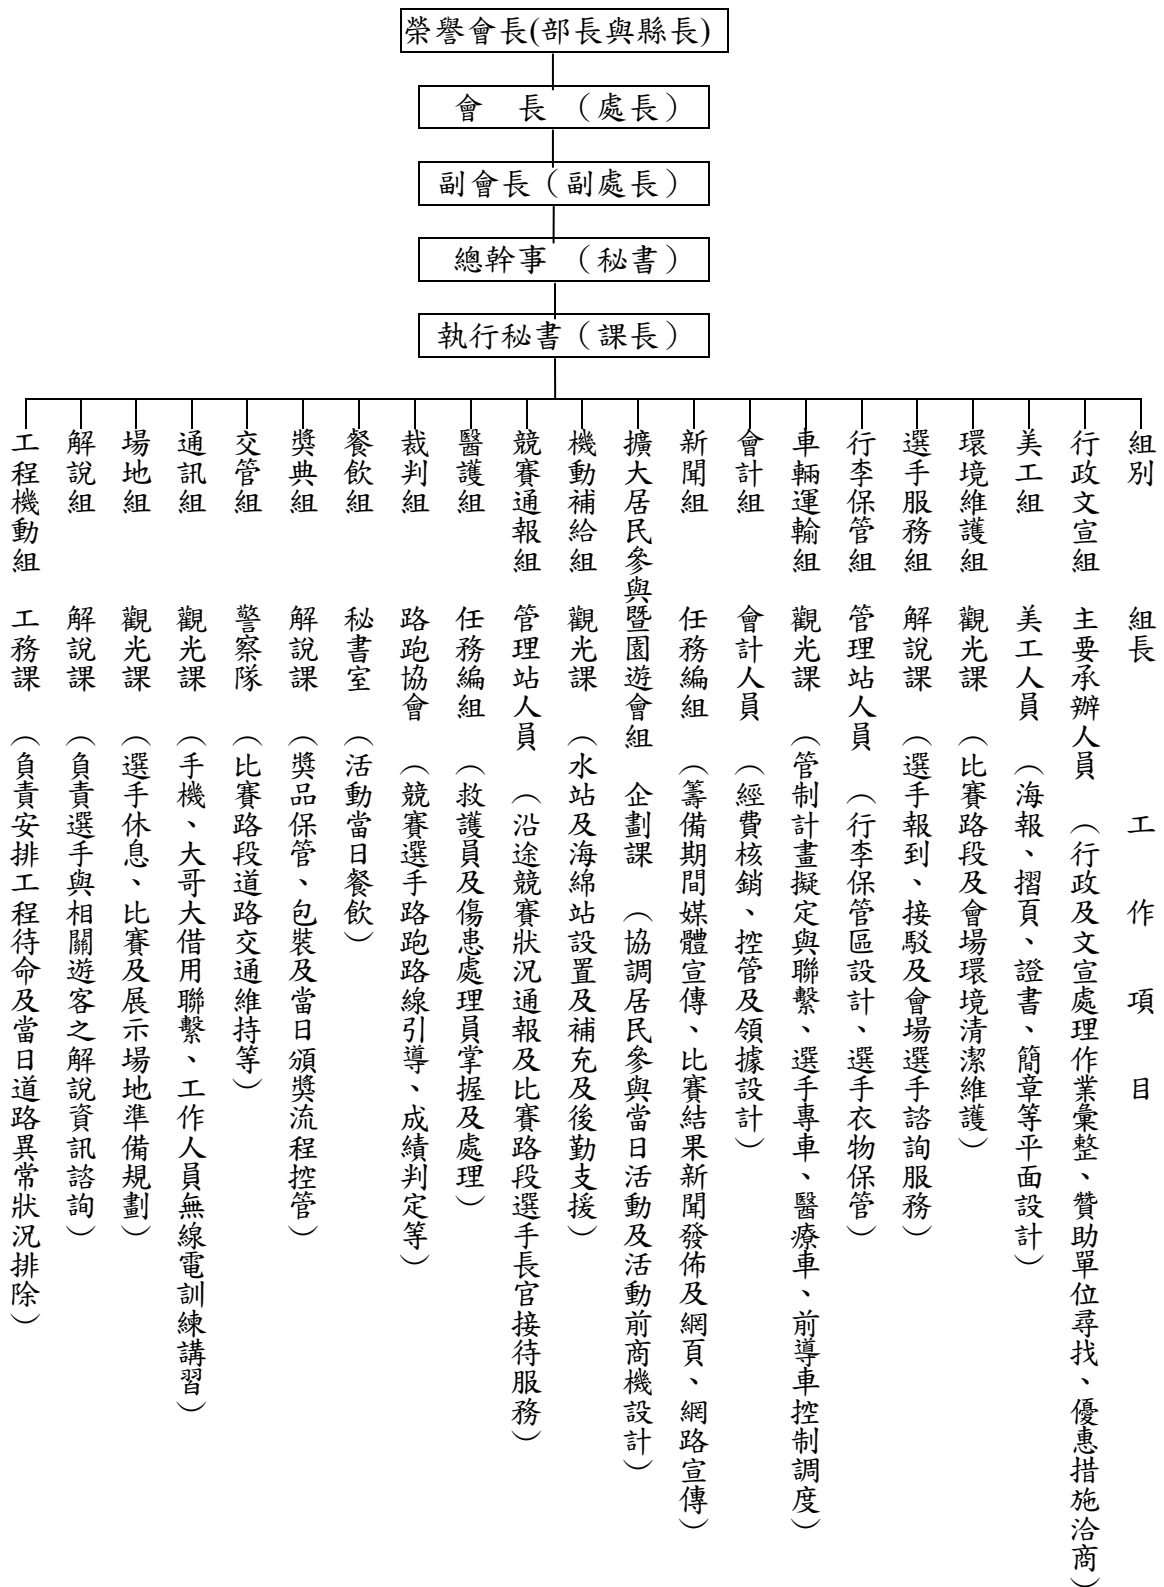 榮譽會長(部長與縣長)
會　長（處長）
副會長（副處長）
總幹事（秘書）
執行秘書（課長）
組別　組長　工作項目
行政文宣組　主要承辦人員（行政及文宣處理作業彙整、贊助單位尋找、優惠措施洽商）
美工組　美工人員（海報、摺頁、證書、簡章等平面設計）
環境維護組　觀光課（比賽路段及會場環境清潔維護）
選手服務組　解說課（選手報到、接駁及會場選手諮詢服務）
行李保管組　管理站人員（行李保管區設計、選手衣物保管）
車輛運輸組　觀光課（管制計畫擬定與聯繫、選手專車、醫療車、前導車控制調度）
會計組　會計人員（經費核銷、控管及領據設計）
新聞組　任務編組（籌備期間媒體宣傳、比賽結果新聞發佈及網頁、網路宣傳）
擴大居民參與暨園遊會組　企劃課（協調居民參與當日活動及活動前商機設計）
機動補給組　觀光課（水站及海綿站設置及補充及後勤支援）
競賽通報組　管理站人員（沿途競賽狀況通報及比賽路段選手長官接待服務）
醫護組　任務編組（救護員及傷患處理員掌握及處理）
裁判組　路跑協會（競賽選手路跑路線引導、成績判定等）
餐飲組　秘書室（活動當日餐飲）
獎典組　解說課（獎品保管、包裝及當日頒獎流程控管）
交管組　警察隊（比賽路段道路交通維持等）
通訊組　觀光課（手機、大哥大借用聯繫、工作人員無線電訓練講習）
場地組　觀光課（選手休息、比賽及展示場地準備規劃）
解說組　解說課（負責選手與相關遊客之解說資訊諮詢）
工程機動組　工務課（負責安排工程待命及當日道路異常狀況排除）